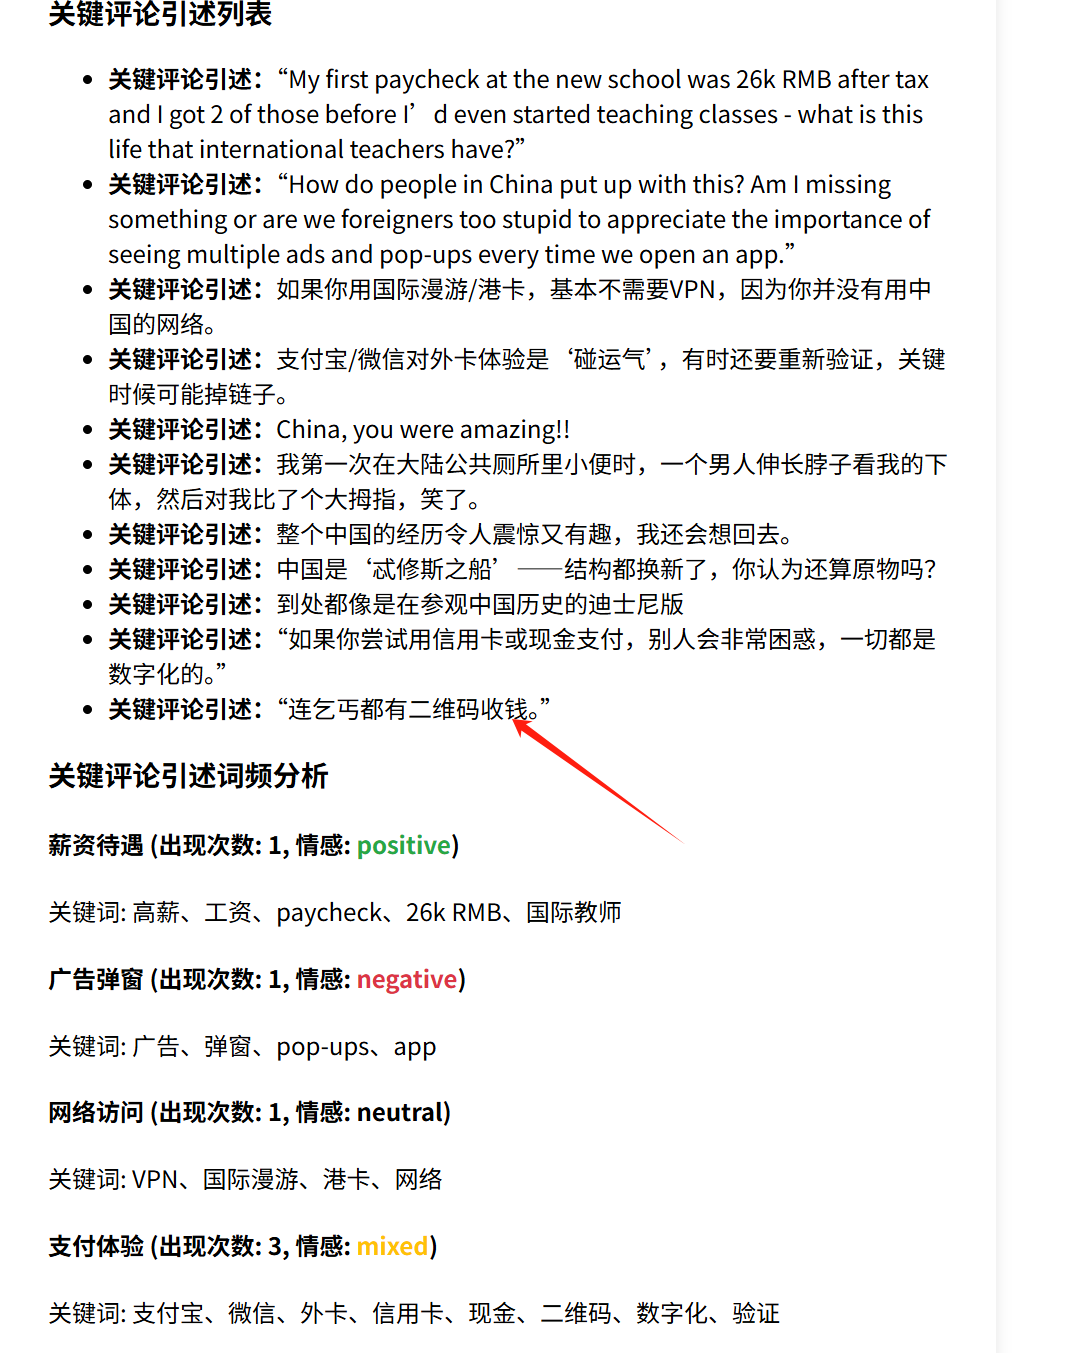 关键评论引述列表
关键评论引述：“My first paycheck at the new school was 26k RMB after tax
and I got 2 of those before I’d even started teaching classes - what is this
life that international teachers have?”
关键评论引述：“How do people in China put up with this? Am I missing
something or are we foreigners too stupid to appreciate the importance of
seeing multiple ads and pop-ups every time we open an app.”
关键评论引述：如果你用国际漫游/港卡，基本不需要VPN，因为你并没有用中
国的网络。
关键评论引述：支付宝/微信对外卡体验是‘碰运气’，有时还要重新验证，关键
时候可能掉链子。
关键评论引述：China, you were amazing!!
关键评论引述：我第一次在大陆公共厕所里小便时，一个男人伸长脖子看我的下
体，然后对我比了个大拇指，笑了。
关键评论引述：整个中国的经历令人震惊又有趣，我还会想回去。
关键评论引述：中国是‘忒修斯之船’——结构都换新了，你认为还算原物吗？
关键评论引述：到处都像是在参观中国历史的迪士尼版
关键评论引述：“如果你尝试用信用卡或现金支付，别人会非常困惑，一切都是
数字化的。”
关键评论引述：“连乞丐都有二维码收钱。”
关键评论引述词频分析
薪资待遇 (出现次数: 1, 情感: positive)
关键词: 高薪、工资、paycheck、26k RMB、国际教师
广告弹窗 (出现次数: 1, 情感: negative)
关键词: 广告、弹窗、pop-ups、app
网络访问 (出现次数: 1, 情感: neutral)
关键词: VPN、国际漫游、港卡、网络
支付体验 (出现次数: 3, 情感: mixed)
关键词: 支付宝、微信、外卡、信用卡、现金、二维码、数字化、验证